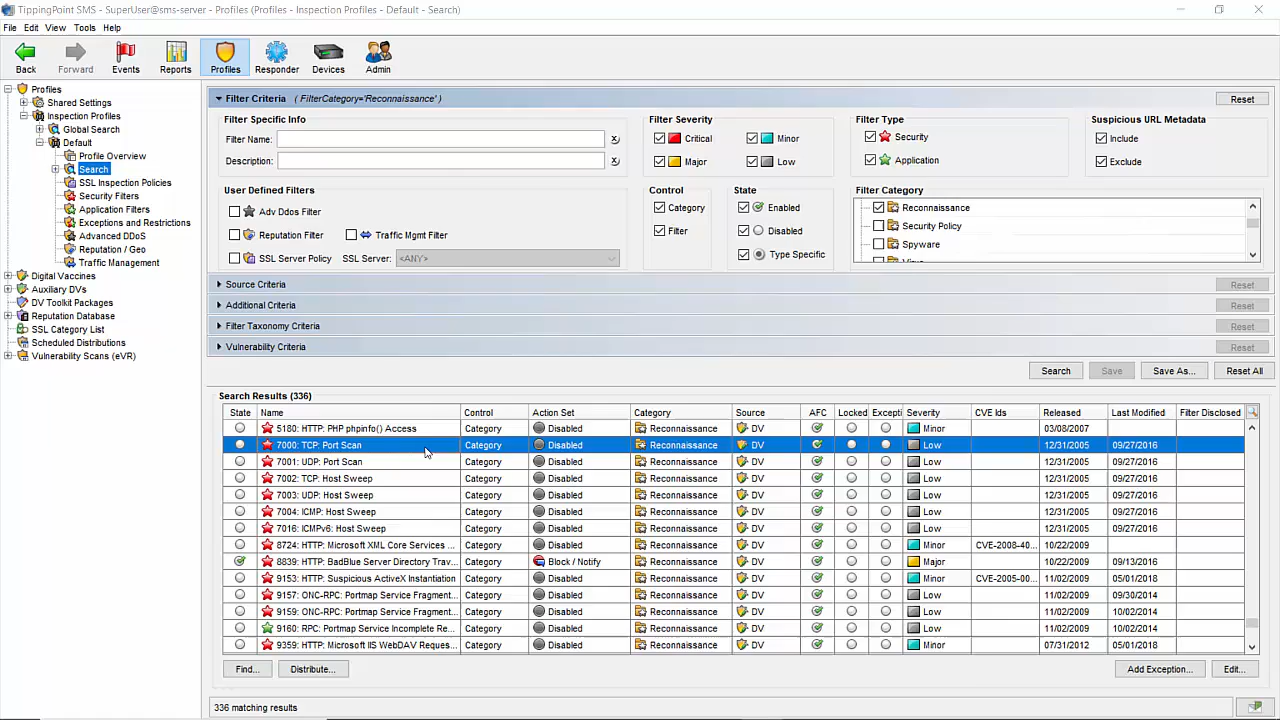 TippingPoint SMS - SuperUser@sms-server - Profiles (Profiles - Inspection Profiles - Default - Search)
File Edit View Tools Help
Back Forward Events Reports Profiles Responder Devices Admin
Profiles
Shared Settings
Inspection Profiles
Global Search
Default
Profile Overview
Search
SSL Inspection Policies
Security Filters
Application Filters
Exceptions and Restrictions
Advanced DDoS
Reputation / Geo
Traffic Management
Digital Vaccines
Auxiliary DVs
DV Toolkit Packages
Reputation Database
SSL Category List
Scheduled Distributions
Vulnerability Scans (eVR)
Filter Criteria ( FilterCategory='Reconnaissance' ) Reset
Filter Specific Info Filter Severity Filter Type Suspicious URL Metadata
Filter Name: Critical Minor Security Include
Description: Major Low Application Exclude
User Defined Filters Control State Filter Category
Adv Ddos Filter Category Enabled Reconnaissance
Reputation Filter Traffic Mgmt Filter Filter Disabled Security Policy
SSL Server Policy SSL Server: <ANY> Type Specific Spyware
Source Criteria Reset
Additional Criteria Reset
Filter Taxonomy Criteria Reset
Vulnerability Criteria Reset
Search Save Save As... Reset All
Search Results (336)
State Name Control Action Set Category Source AFC Locked Excepti Severity CVE Ids Released Last Modified Filter Disclosed
5180: HTTP: PHP phpinfo() Access Category Disabled Reconnaissance DV Minor 03/08/2007
7000: TCP: Port Scan Category Disabled Reconnaissance DV Low 12/31/2005 09/27/2016
7001: UDP: Port Scan Category Disabled Reconnaissance DV Low 12/31/2005 09/27/2016
7002: TCP: Host Sweep Category Disabled Reconnaissance DV Low 12/31/2005 09/27/2016
7003: UDP: Host Sweep Category Disabled Reconnaissance DV Low 12/31/2005 09/27/2016
7004: ICMP: Host Sweep Category Disabled Reconnaissance DV Low 12/31/2005 09/27/2016
7016: ICMPv6: Host Sweep Category Disabled Reconnaissance DV Low 12/31/2005 09/27/2016
8724: HTTP: Microsoft XML Core Services ... Category Disabled Reconnaissance DV Minor CVE-2008-40... 10/22/2009
8839: HTTP: BadBlue Server Directory Trav... Category Block / Notify Reconnaissance DV Major 10/22/2009 09/13/2016
9153: HTTP: Suspicious ActiveX Instantiation Category Disabled Reconnaissance DV Minor CVE-2005-00... 11/02/2009 05/01/2018
9157: ONC-RPC: Portmap Service Fragment... Category Disabled Reconnaissance DV Low 11/02/2009 09/30/2014
9159: ONC-RPC: Portmap Service Fragment... Category Disabled Reconnaissance DV Low 11/02/2009 10/02/2014
9160: RPC: Portmap Service Incomplete Re... Category Disabled Reconnaissance DV Low 11/02/2009 10/02/2014
9359: HTTP: Microsoft IIS WebDAV Reques... Category Disabled Reconnaissance DV Minor 07/31/2012 05/01/2018
Find... Distribute... Add Exception... Edit...
336 matching results